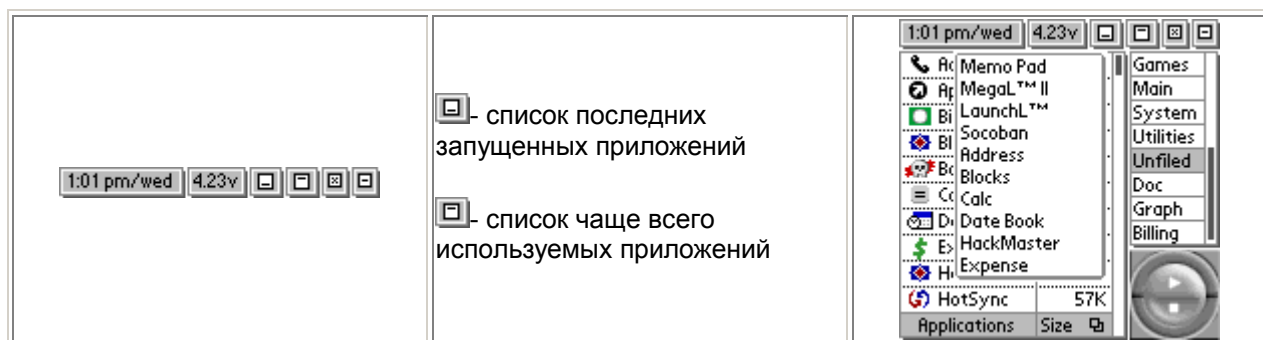 1:01 pm/wed 4.23v
- список последних
запущенных приложений
- список чаще всего
используемых приложений
1:01 pm/wed 4.23v
Memo Pad
MegaL™ II
LaunchL™
Socoban
Address
Blocks
Calc
Date Book
HackMaster
Expense
HotSync 57K
Applications Size
Games
Main
System
Utilities
Unfiled
Doc
Graph
Billing